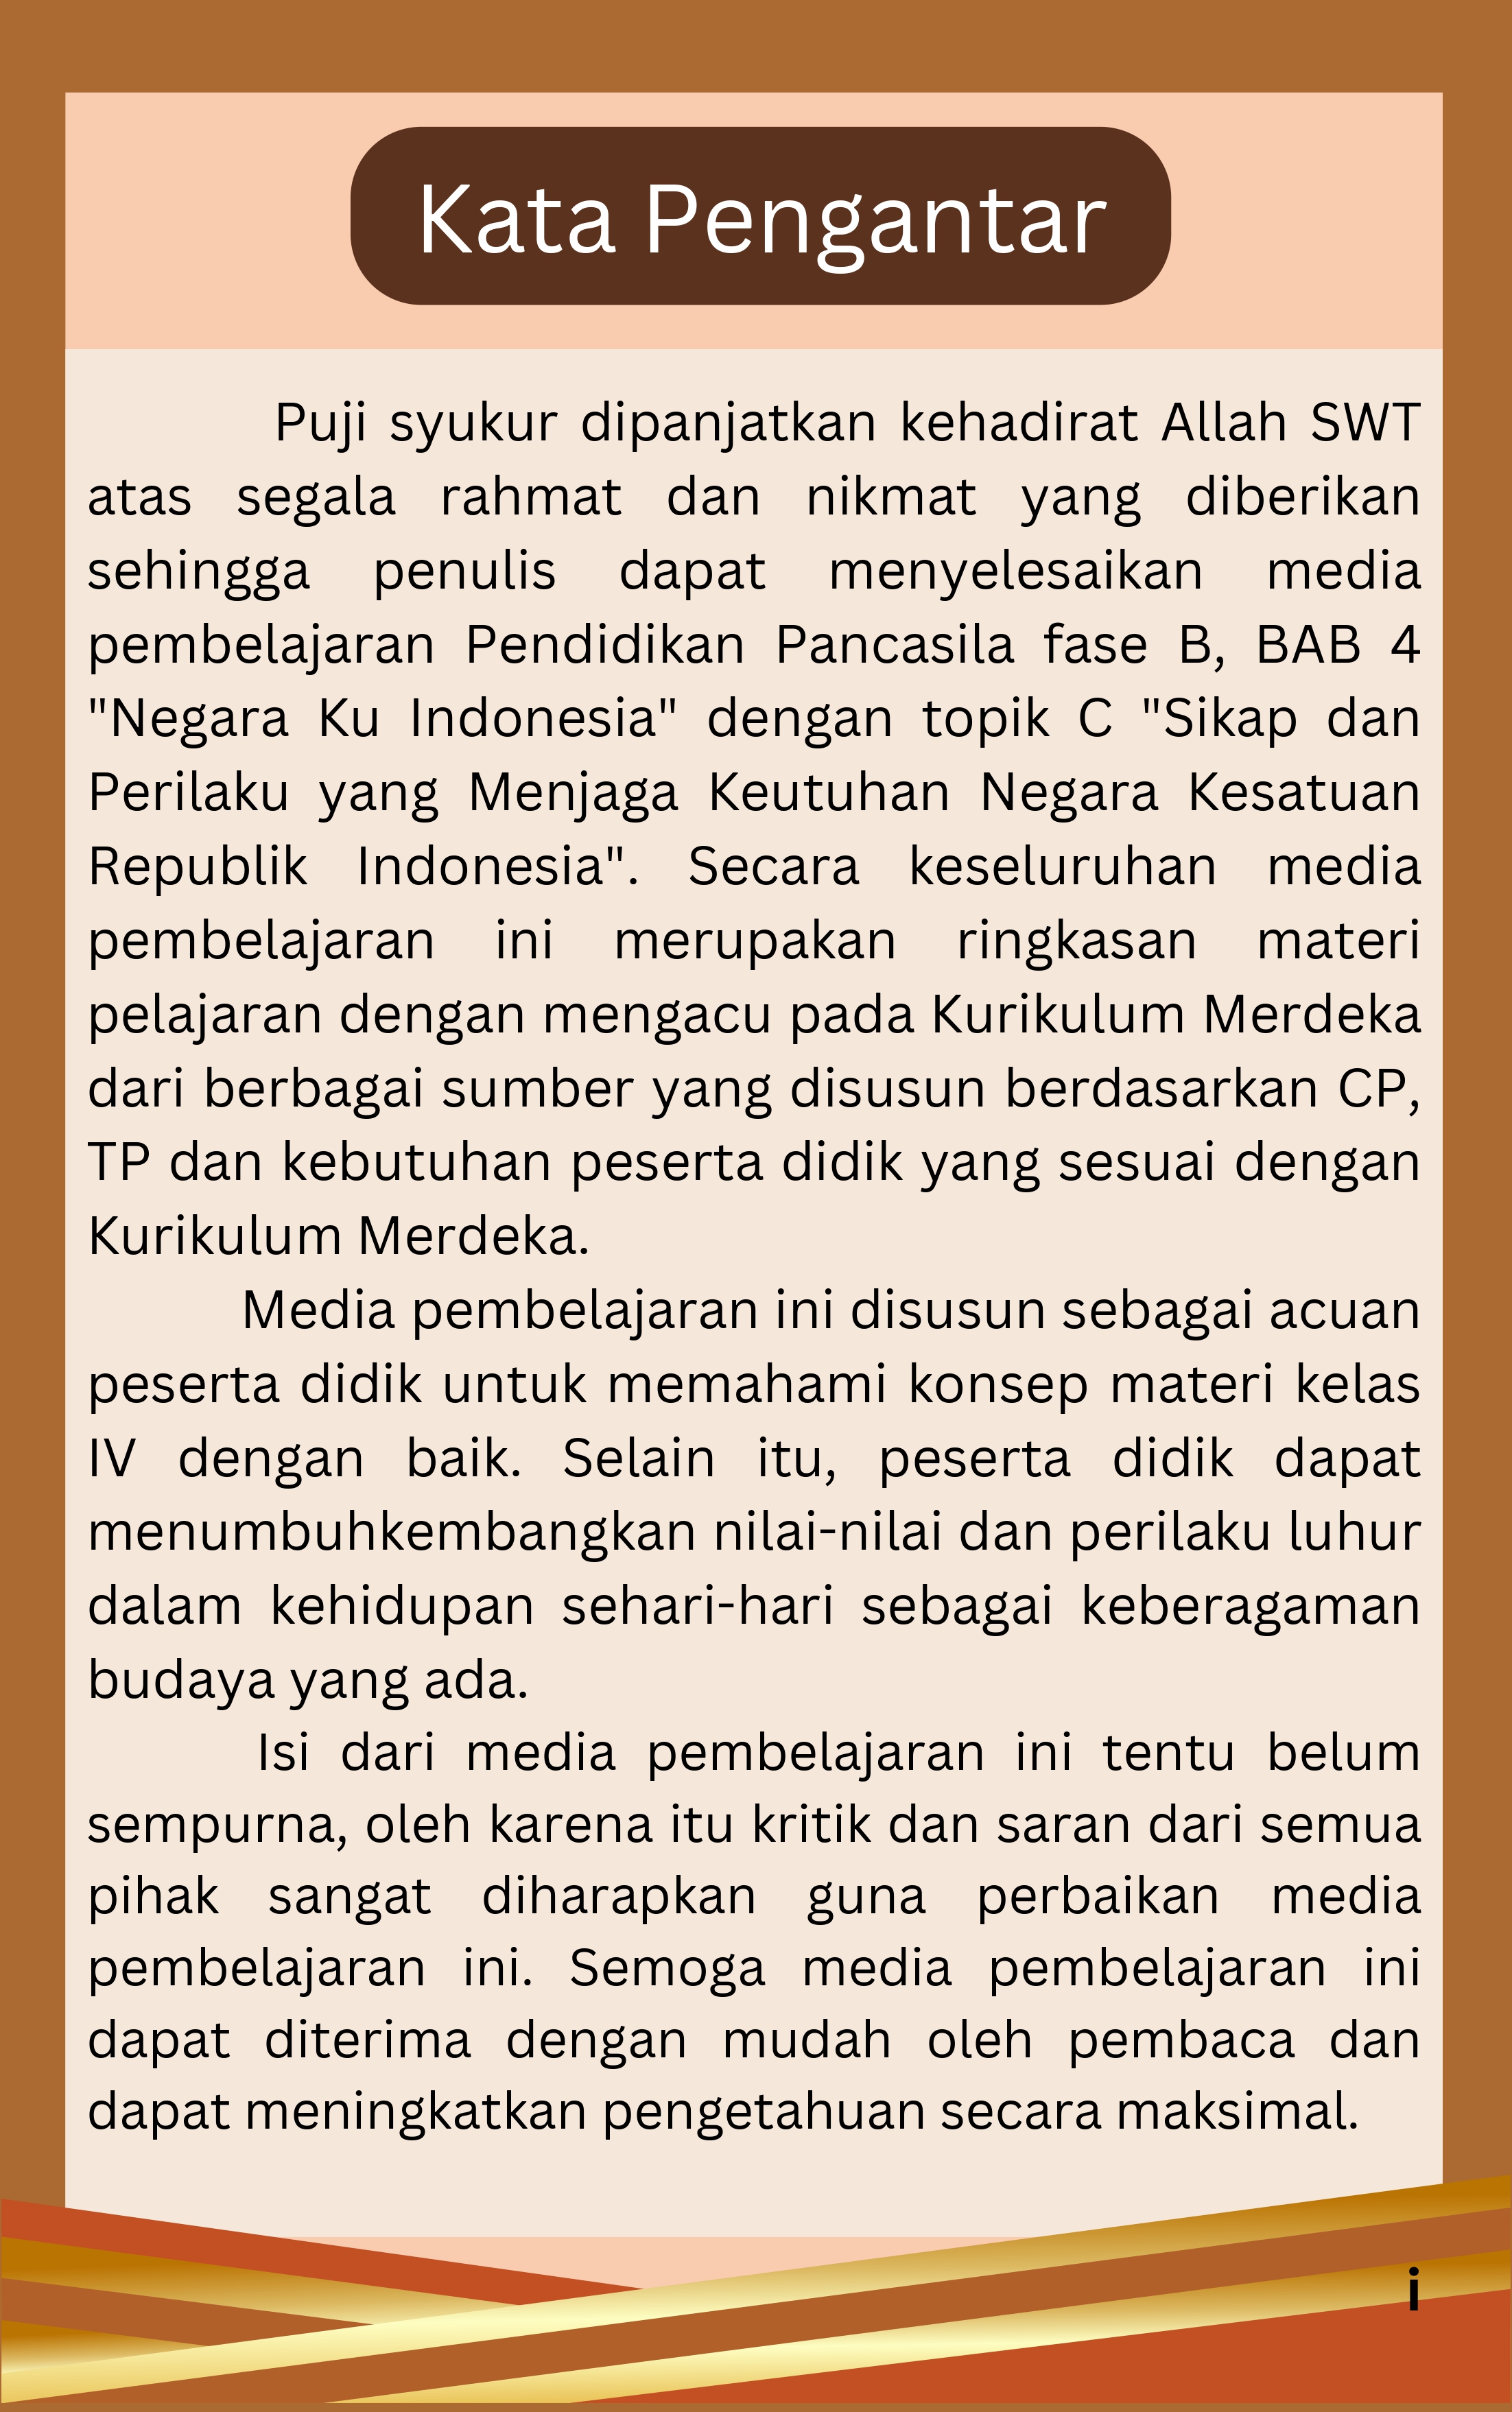 Kata Pengantar
Puji syukur dipanjatkan kehadirat Allah SWT
atas segala rahmat dan nikmat yang diberikan
sehingga penulis dapat menyelesaikan media
pembelajaran Pendidikan Pancasila fase B, BAB 4
"Negara Ku Indonesia" dengan topik C "Sikap dan
Perilaku yang Menjaga Keutuhan Negara Kesatuan
Republik Indonesia". Secara keseluruhan media
pembelajaran ini merupakan ringkasan materi
pelajaran dengan mengacu pada Kurikulum Merdeka
dari berbagai sumber yang disusun berdasarkan CP,
TP dan kebutuhan peserta didik yang sesuai dengan
Kurikulum Merdeka.
Media pembelajaran ini disusun sebagai acuan
peserta didik untuk memahami konsep materi kelas
IV dengan baik. Selain itu, peserta didik dapat
menumbuhkembangkan nilai-nilai dan perilaku luhur
dalam kehidupan sehari-hari sebagai keberagaman
budaya yang ada.
Isi dari media pembelajaran ini tentu belum
sempurna, oleh karena itu kritik dan saran dari semua
pihak sangat diharapkan guna perbaikan media
pembelajaran ini. Semoga media pembelajaran ini
dapat diterima dengan mudah oleh pembaca dan
dapat meningkatkan pengetahuan secara maksimal.
i